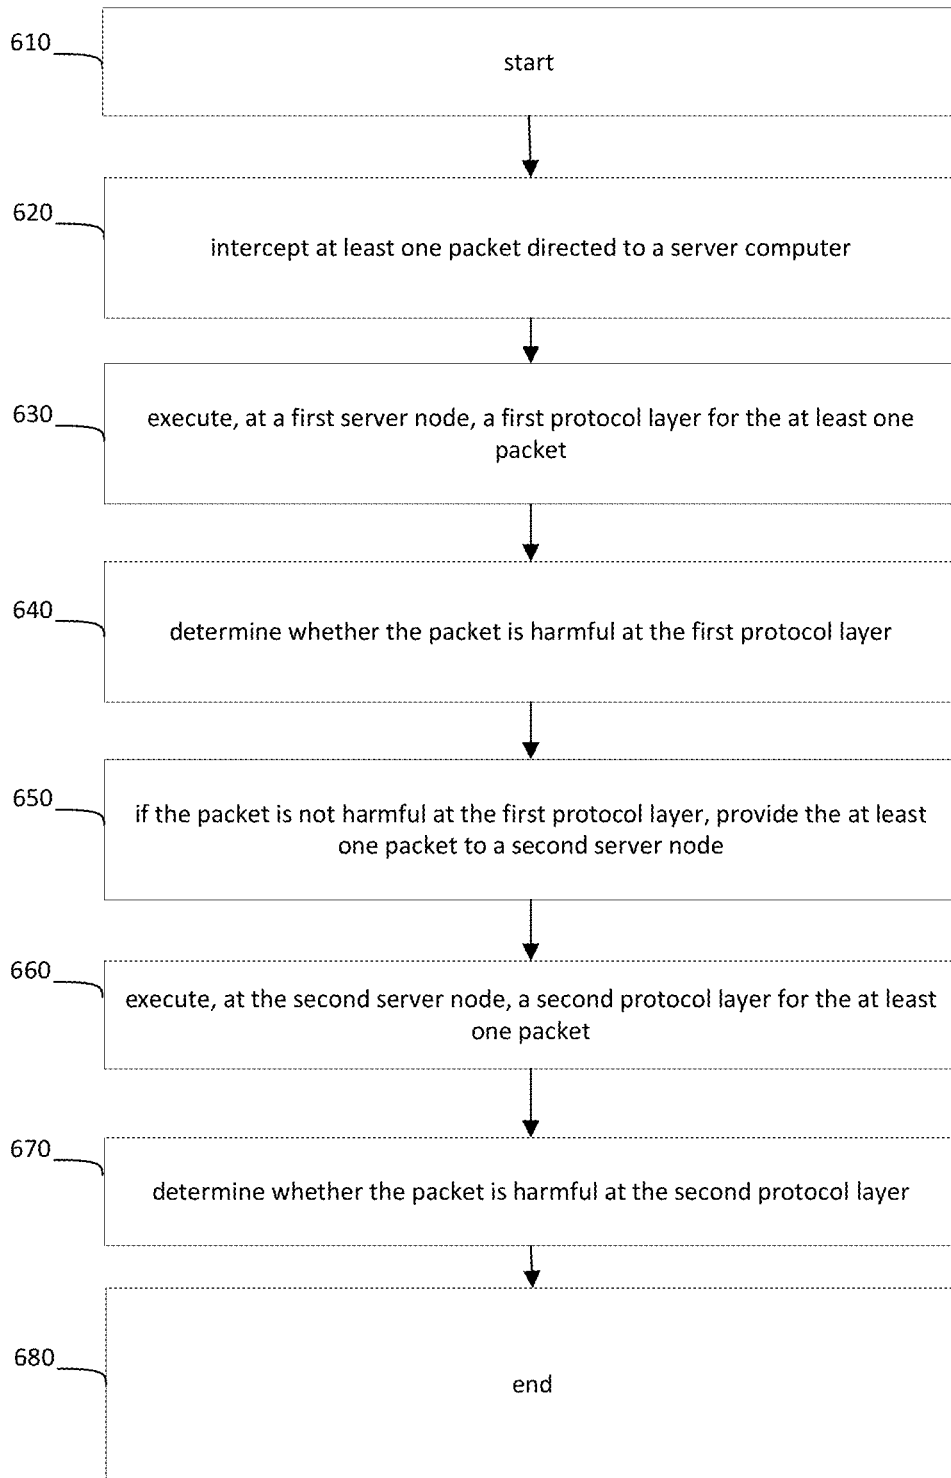 610
start
620
intercept at least one packet directed to a server computer
630
execute, at a first server node, a first protocol layer for the at least one
packet
640
determine whether the packet is harmful at the first protocol layer
650
if the packet is not harmful at the first protocol layer, provide the at least
one packet to a second server node
660
execute, at the second server node, a second protocol layer for the at least
one packet
670
determine whether the packet is harmful at the second protocol layer
680
end